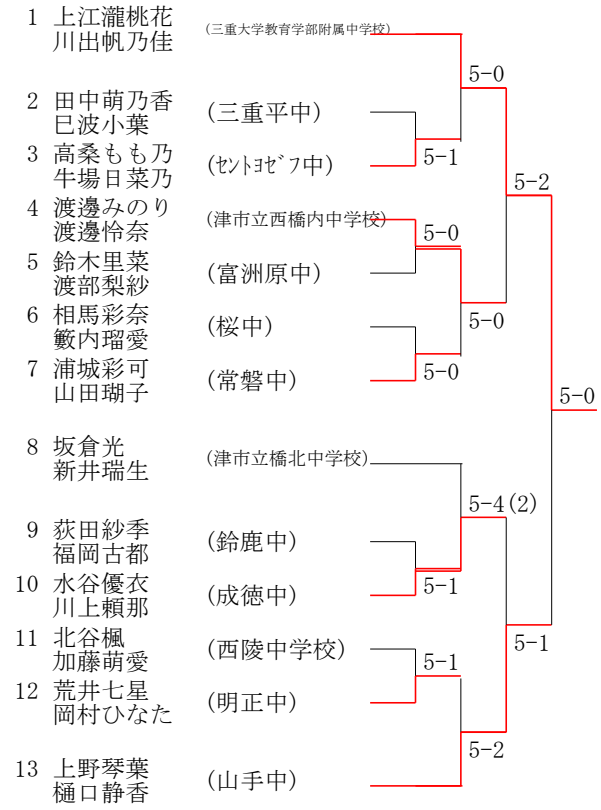 1 上江瀧桃花
川出帆乃佳
(三重大学教育学部附属中学校)
5-0
2 田中萌乃香
巳波小葉
(三重平中)
3 高桑もも乃
牛場日菜乃
(セントヨゼフ中)
5-1
5-2
4 渡邊みのり
渡邊怜奈
(津市立西橋内中学校)
5-0
5 鈴木里菜
渡部梨紗
(富洲原中)
6 相馬彩奈
籔内瑠愛
(桜中)
5-0
7 浦城彩可
山田瑚子
(常磐中)
5-0
5-0
8 坂倉光
新井瑞生
(津市立橋北中学校)
5-4(2)
9 荻田紗季
福岡古都
(鈴鹿中)
10 水谷優衣
川上頼那
(成徳中)
5-1
11 北谷楓
加藤萌愛
(西陵中学校)
5-1
5-1
12 荒井七星
岡村ひなた
(明正中)
5-2
13 上野琴葉
樋口静香
(山手中)